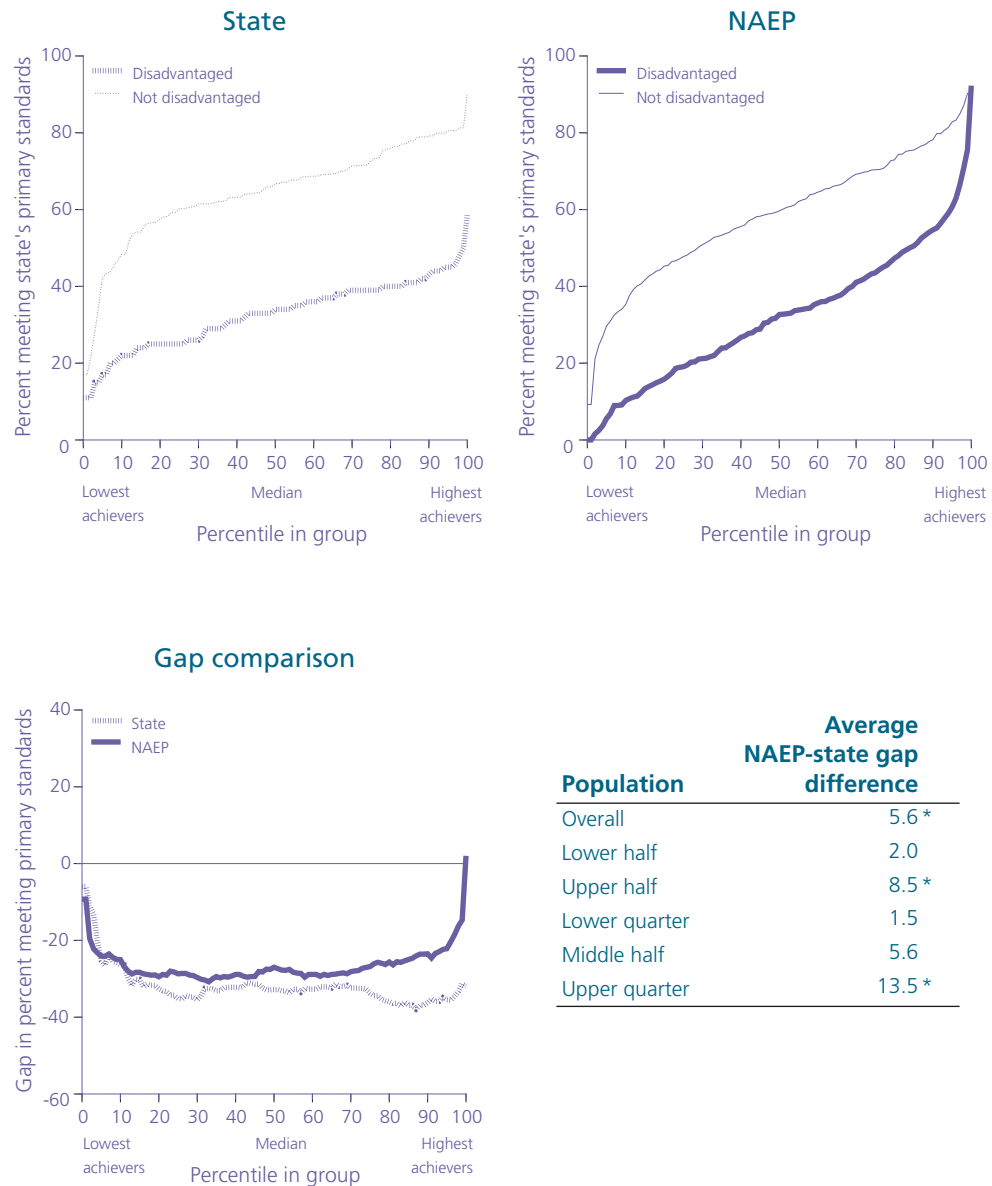 State
Percent meeting state's primary standards
100
80
60
40
20
0
Disadvantaged
Not disadvantaged
0 10 20 30 40 50 60 70 80 90 100
Lowest achievers
Median
Highest achievers
Percentile in group
NAEP
Percent meeting state's primary standards
100
80
60
40
20
0
Disadvantaged
Not disadvantaged
0 10 20 30 40 50 60 70 80 90 100
Lowest achievers
Median
Highest achievers
Percentile in group
Gap comparison
Gap in percent meeting primary standards
40
20
0
-20
-40
-60
State
NAEP
0 10 20 30 40 50 60 70 80 90 100
Lowest achievers
Median
Highest achievers
Percentile in group
Population Average NAEP-state gap difference
Overall 5.6 *
Lower half 2.0
Upper half 8.5 *
Lower quarter 1.5
Middle half 5.6
Upper quarter 13.5 *